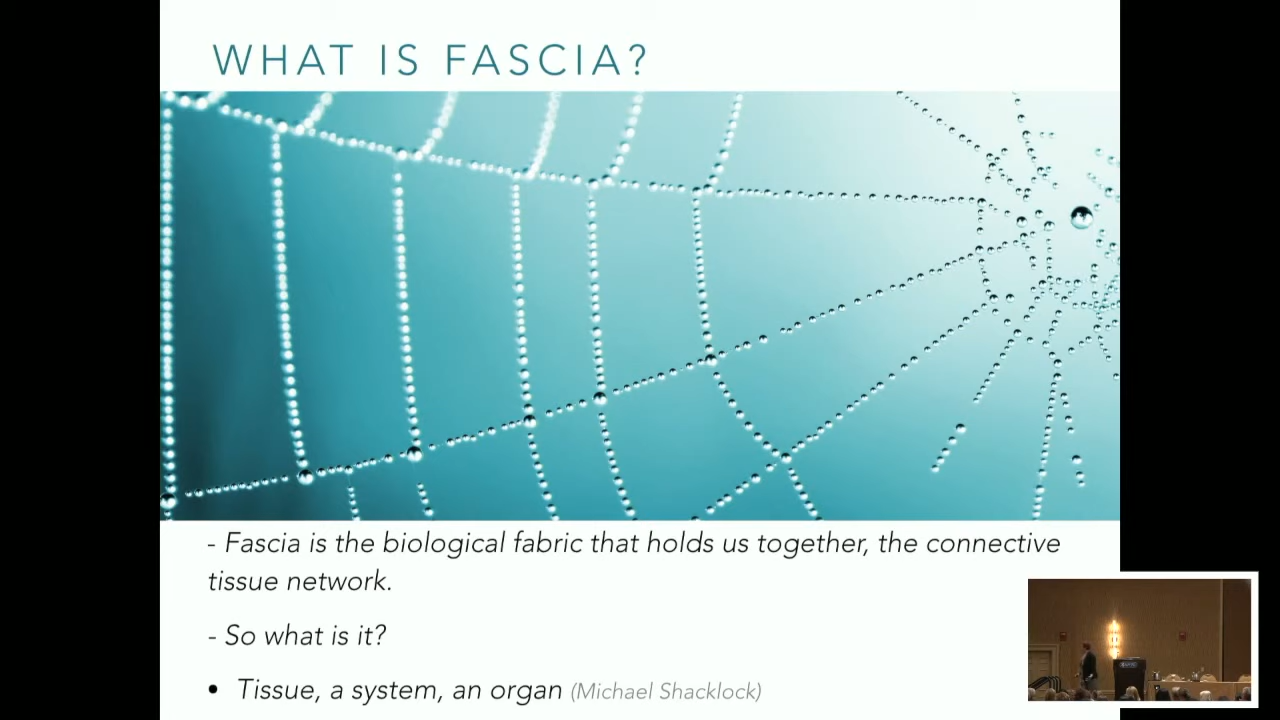 WHAT IS FASCIA?
- Fascia is the biological fabric that holds us together, the connective
tissue network.
- So what is it?
• Tissue, a system, an organ (Michael Shacklock)